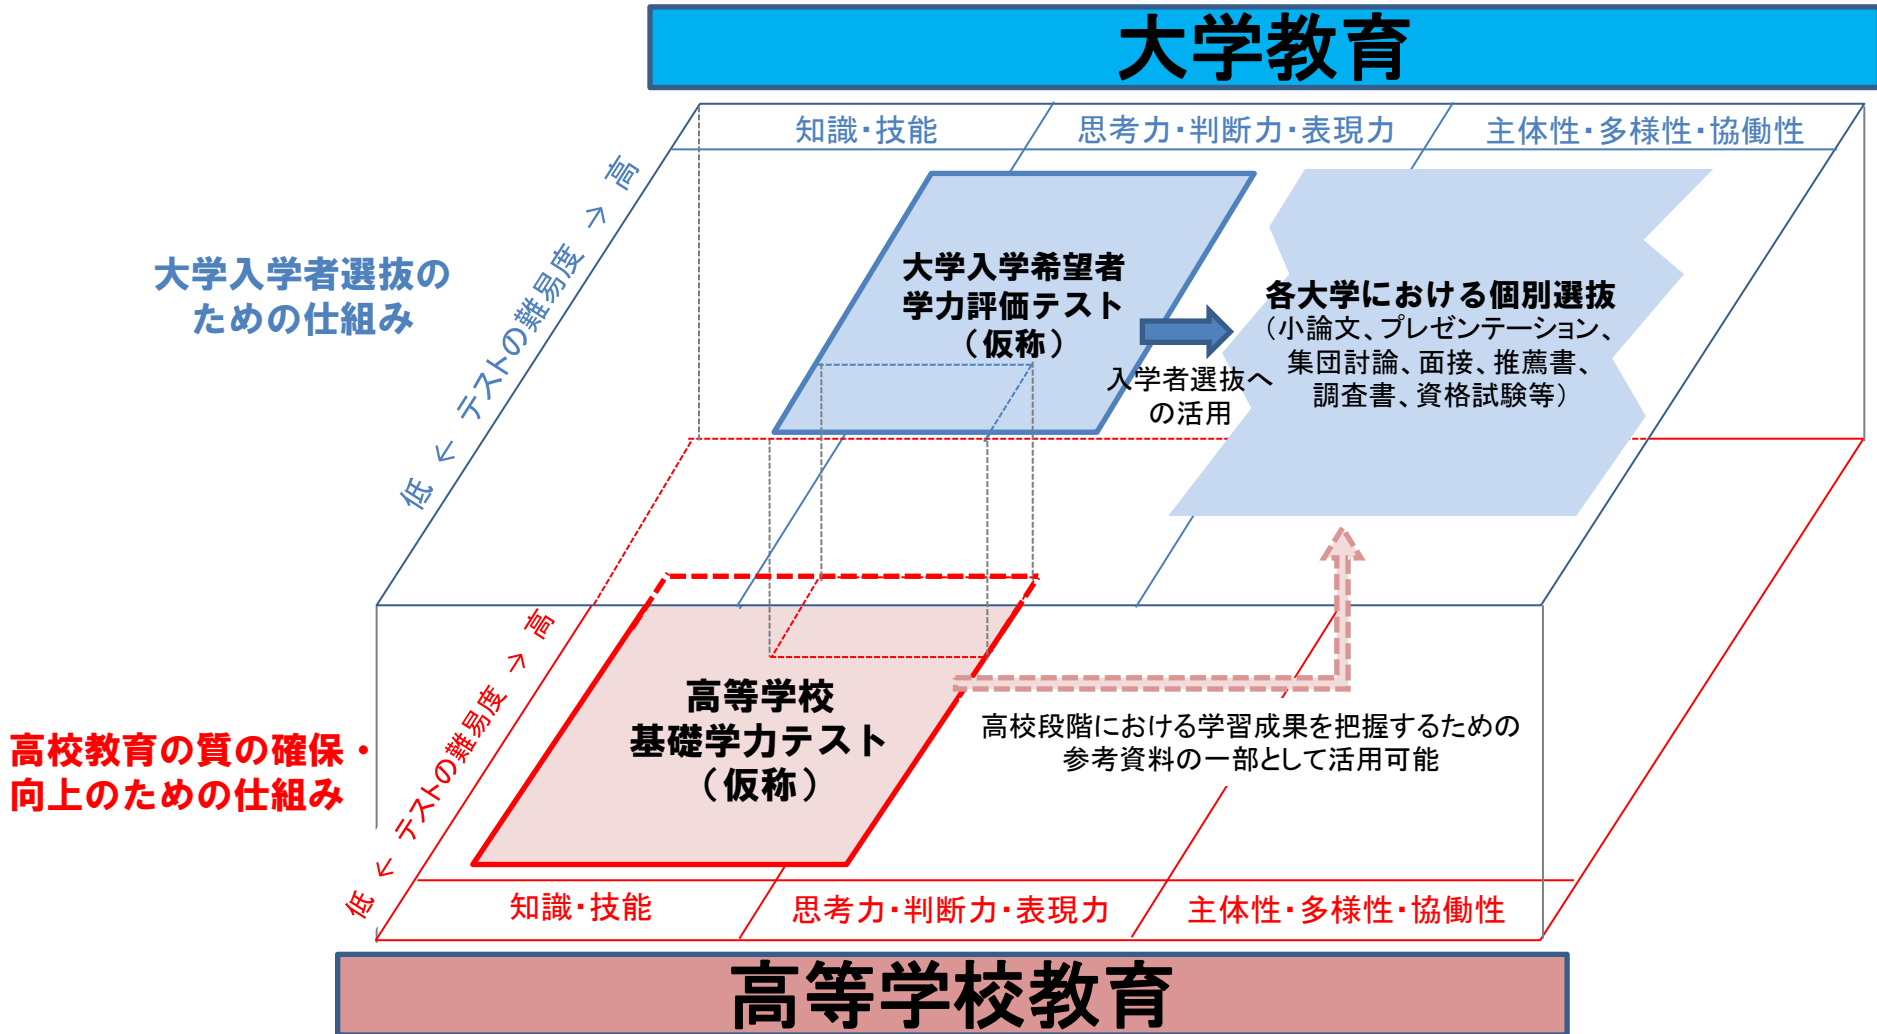 大学教育
知識・技能
思考力・判断力・表現力
主体性・多様性・協働性
低 ← テストの難易度 → 高
大学入学者選抜の
ための仕組み
大学入学希望者
学力評価テスト
（仮称）
入学者選抜へ
の活用
各大学における個別選抜
（小論文、プレゼンテーション、
集団討論、面接、推薦書、
調査書、資格試験等）
低 ← テストの難易度 → 高
高校教育の質の確保・
向上のための仕組み
高等学校
基礎学力テスト
（仮称）
高校段階における学習成果を把握するための
参考資料の一部として活用可能
知識・技能
思考力・判断力・表現力
主体性・多様性・協働性
高等学校教育